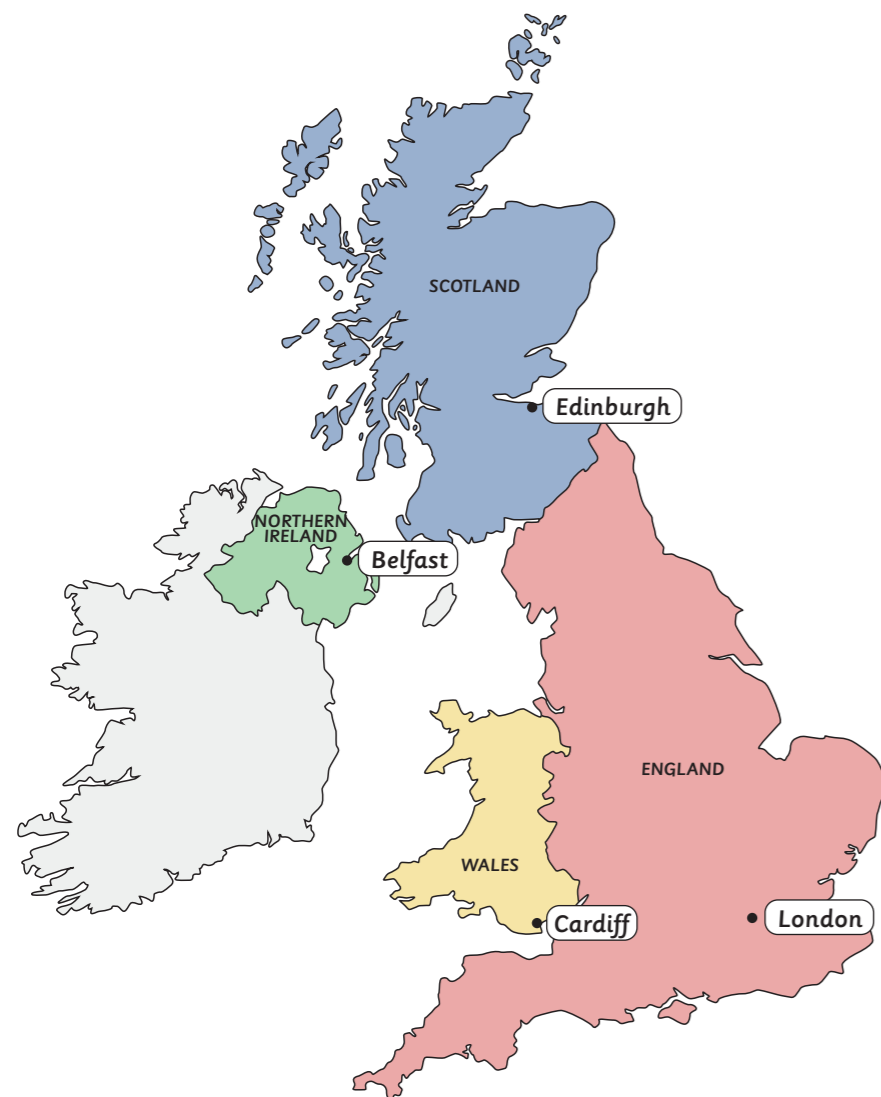 SCOTLAND
Edinburgh
NORTHERN
IRELAND
Belfast
ENGLAND
WALES
Cardiff
London